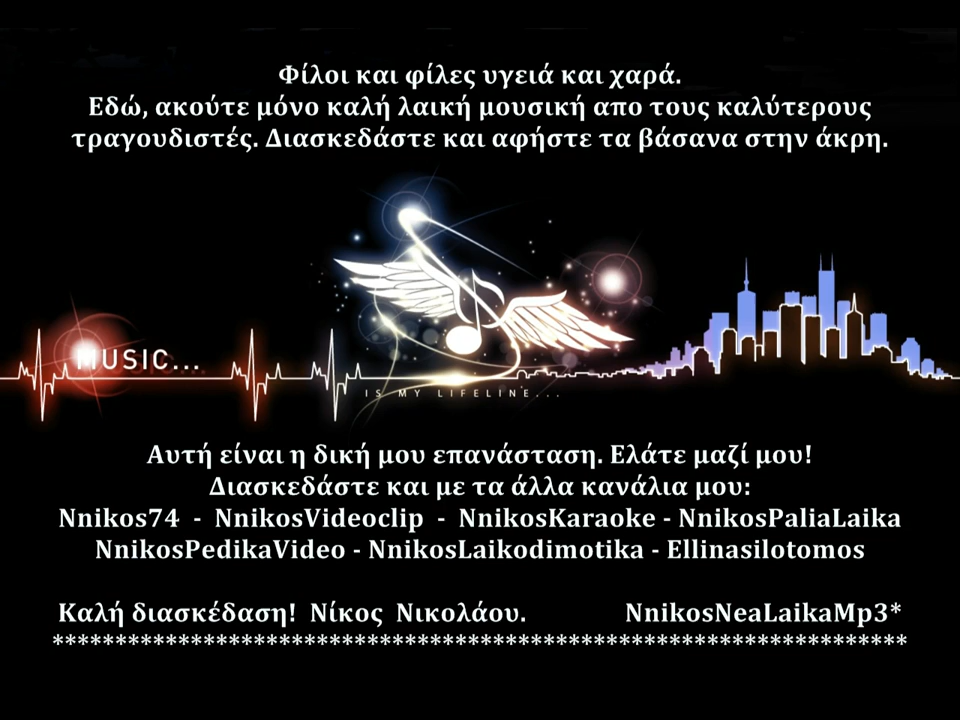 Φίλοι και φίλες υγειά και χαρά.
Εδώ, ακούτε μόνο καλή λαική μουσική απο τους καλύτερους
τραγουδιστές. Διασκεδάστε και αφήστε τα βάσανα στην άκρη.
MUSIC...
IS MY LIFELINE...
Αυτή είναι η δική μου επανάσταση. Ελάτε μαζί μου!
Διασκεδάστε και με τα άλλα κανάλια μου:
Nnikos74 - NnikosVideoclip - NnikosKaraoke - NnikosPaliaLaika
NnikosPedikaVideo - NnikosLaikodimotika - Ellinasilotomos
Καλή διασκέδαση! Νίκος Νικολάου. NnikosNeaLaikaMp3*
********************************************************************